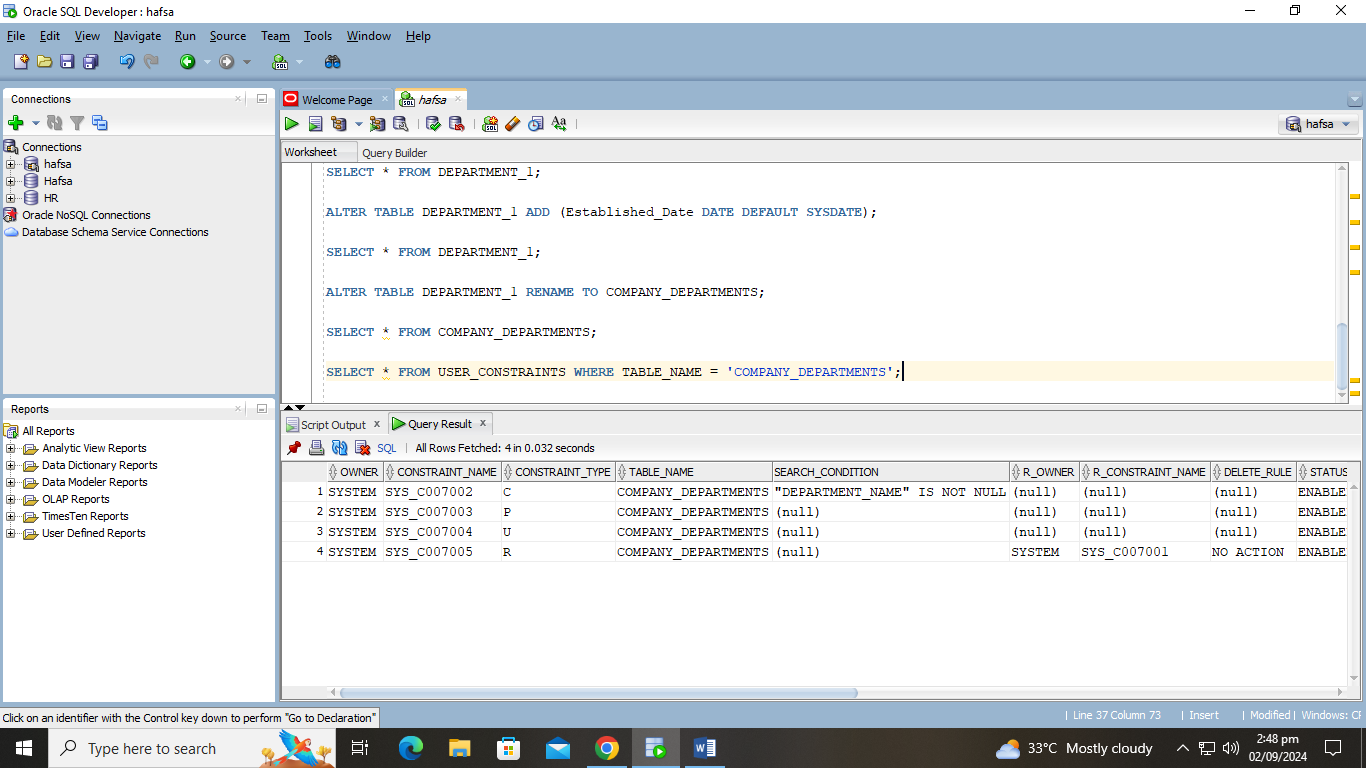 Oracle SQL Developer : hafsa
File Edit View Navigate Run Source Team Tools Window Help
Connections
Connections
hafsa
Hafsa
HR
Oracle NoSQL Connections
Database Schema Service Connections
Reports
All Reports
Analytic View Reports
Data Dictionary Reports
Data Modeler Reports
OLAP Reports
TimesTen Reports
User Defined Reports
Welcome Page hafsa
hafsa
Worksheet Query Builder
SELECT * FROM DEPARTMENT_1;
ALTER TABLE DEPARTMENT_1 ADD (Established_Date DATE DEFAULT SYSDATE);
SELECT * FROM DEPARTMENT_1;
ALTER TABLE DEPARTMENT_1 RENAME TO COMPANY_DEPARTMENTS;
SELECT * FROM COMPANY_DEPARTMENTS;
SELECT * FROM USER_CONSTRAINTS WHERE TABLE_NAME = 'COMPANY_DEPARTMENTS';
Script Output x Query Result x
SQL | All Rows Fetched: 4 in 0.032 seconds
OWNER CONSTRAINT_NAME CONSTRAINT_TYPE TABLE_NAME SEARCH_CONDITION R_OWNER R_CONSTRAINT_NAME DELETE_RULE STATUS
1 SYSTEM SYS_C007002 C COMPANY_DEPARTMENTS "DEPARTMENT_NAME" IS NOT NULL (null) (null) (null) ENABLE
2 SYSTEM SYS_C007003 P COMPANY_DEPARTMENTS (null) (null) (null) (null) ENABLE
3 SYSTEM SYS_C007004 U COMPANY_DEPARTMENTS (null) (null) (null) (null) ENABLE
4 SYSTEM SYS_C007005 R COMPANY_DEPARTMENTS (null) SYSTEM SYS_C007001 NO ACTION ENABLE
Click on an identifier with the Control key down to perform "Go to Declaration"
| Line 37 Column 73 | Insert | Modified | Windows: CF
Type here to search
33°C Mostly cloudy
2:48 pm
02/09/2024